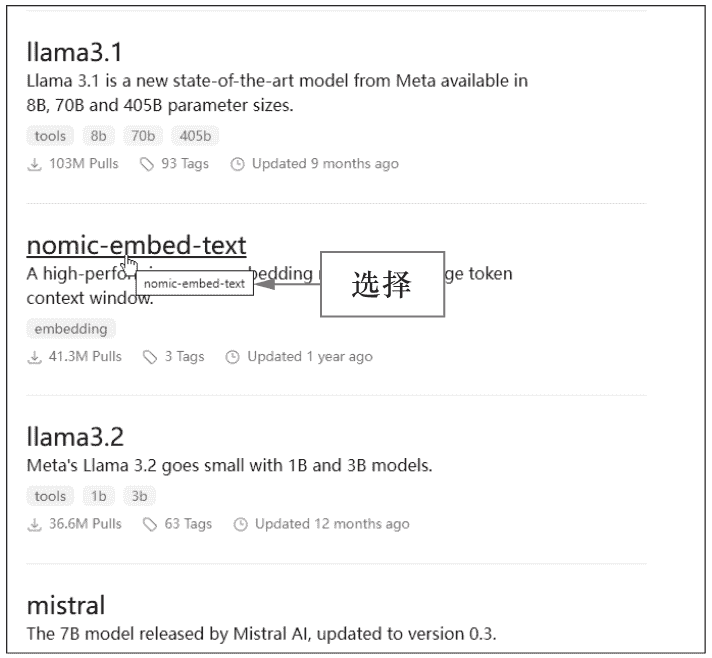 llama3.1
Llama 3.1 is a new state-of-the-art model from Meta available in
8B, 70B and 405B parameter sizes.
tools 8b 70b 405b
103M Pulls 93 Tags Updated 9 months ago
nomic-embed-text
A token
nomic-embed-text
选择
context window.
embedding
41.3M Pulls 3 Tags Updated 1 year ago
llama3.2
Meta's Llama 3.2 goes small with 1B and 3B models.
tools 1b 3b
36.6M Pulls 63 Tags Updated 12 months ago
mistral
The 7B model released by Mistral AI, updated to version 0.3.